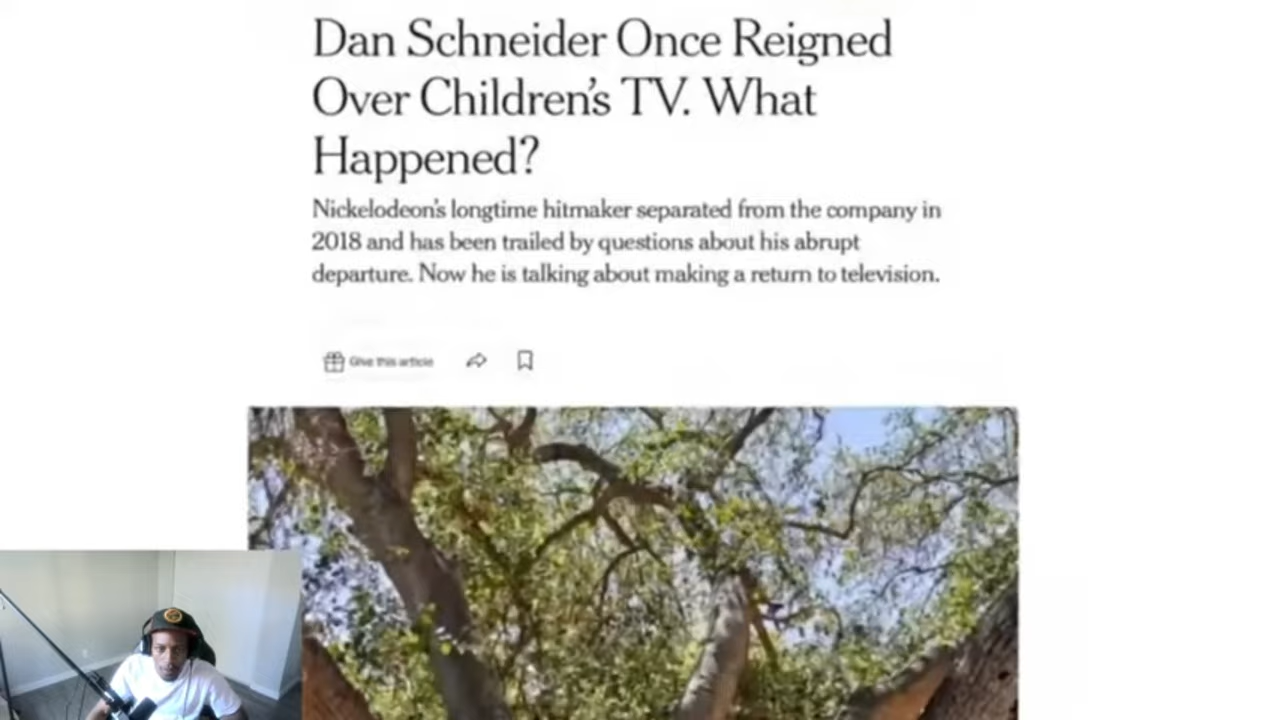 Dan Schneider Once Reigned
Over Children's TV. What
Happened?
Nickelodeon's longtime hitmaker separated from the company in
2018 and has been trailed by questions about his abrupt
departure. Now he is talking about making a return to television.
Give this article